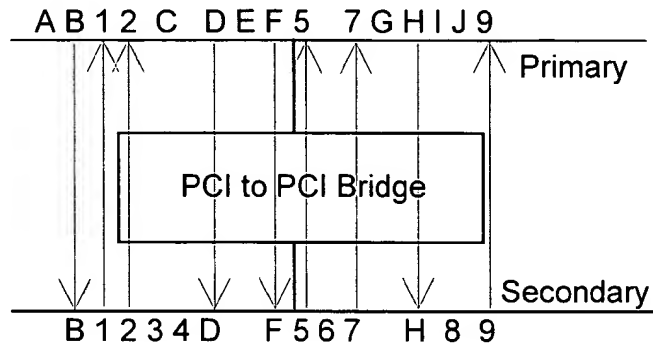 A B 1 2 C D E F 5 7 G H I J 9
Primary
PCI to PCI Bridge
Secondary
B 1 2 3 4 D F 5 6 7 H 8 9